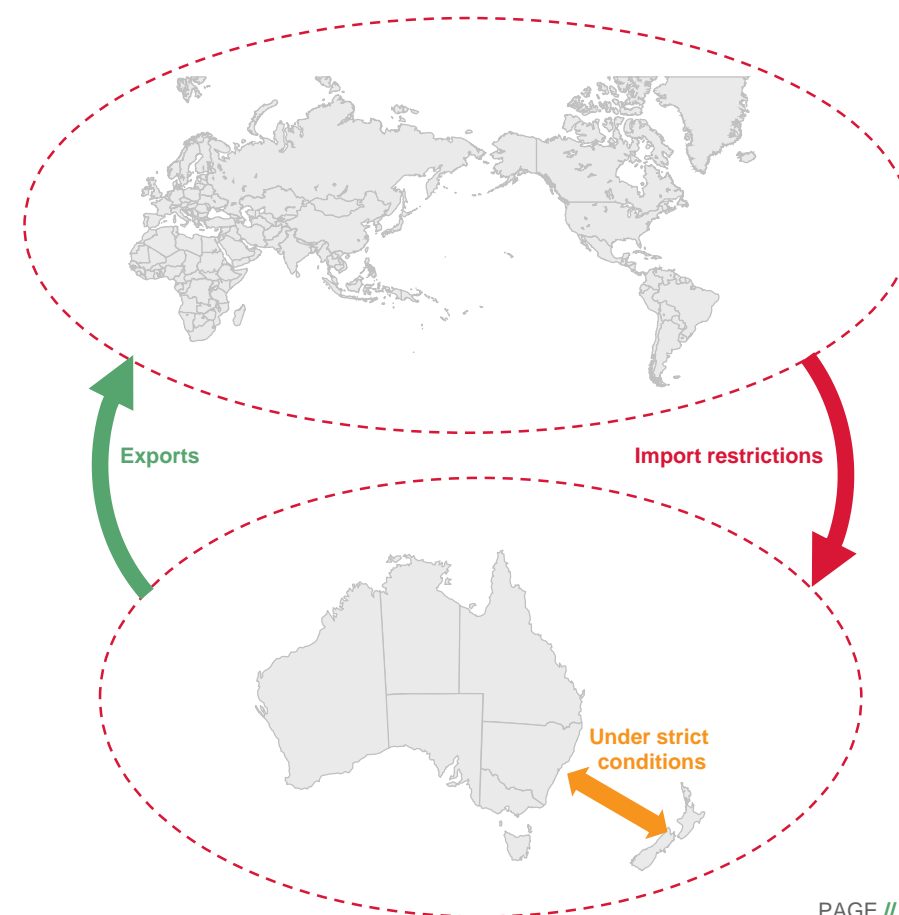 Exports
Import restrictions
Under strict
conditions
PAGE //